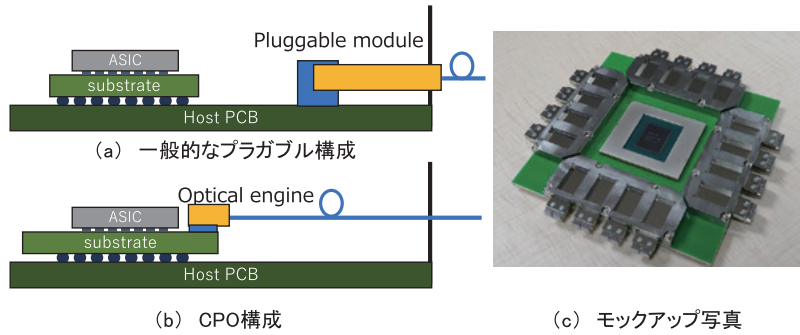 ASIC
substrate
Pluggable module
Host PCB
(a) 一般的なプラガブル構成
Optical engine
ASIC
substrate
Host PCB
(b) CPO構成
(c) モックアップ写真